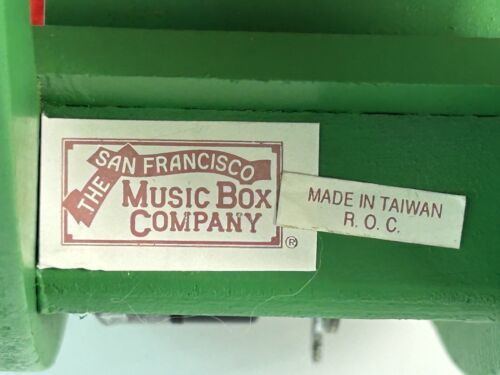 THE SAN FRANCISCO
MUSIC BOX
COMPANY
®
MADE IN TAIWAN
R. O. C.